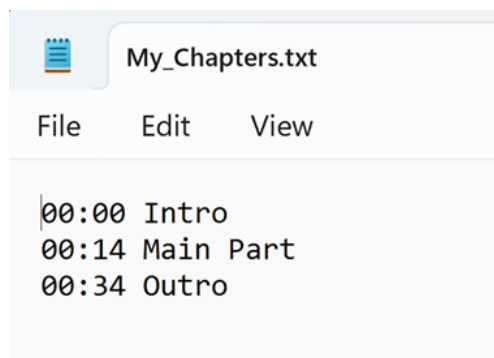 My_Chapters.txt
File Edit View
00:00 Intro
00:14 Main Part
00:34 Outro